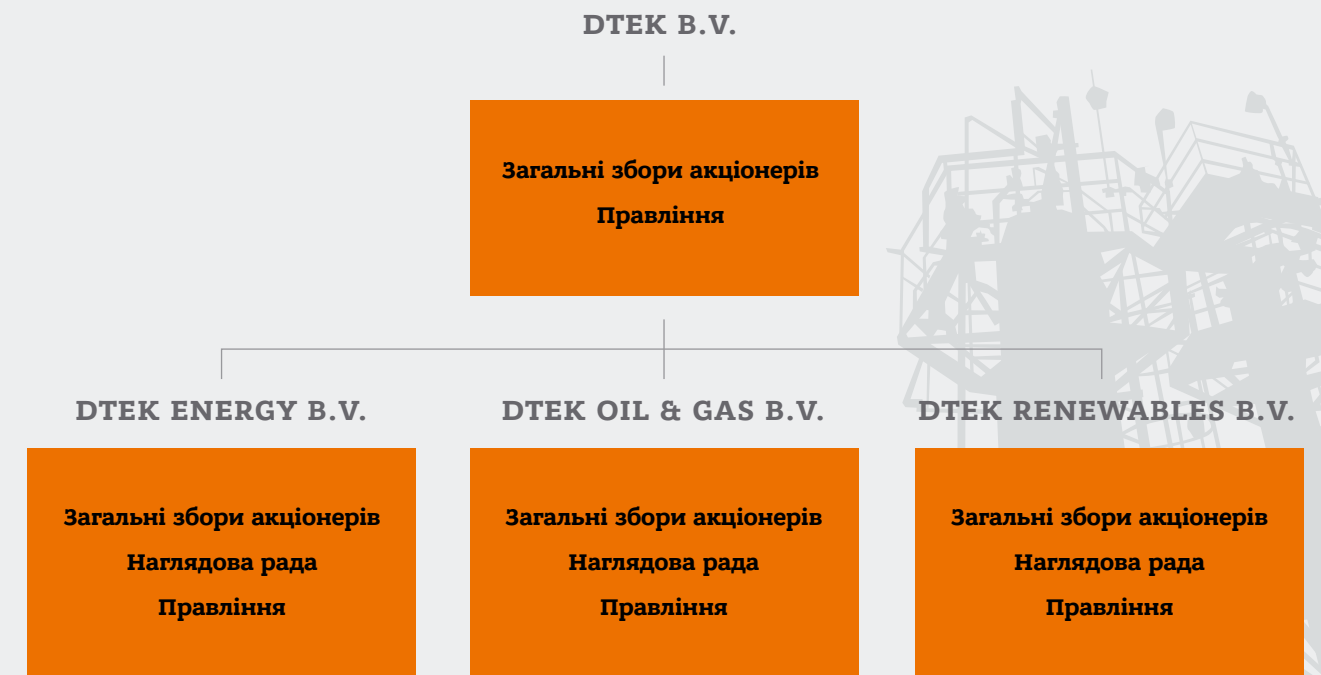 DTEK B.V.
Загальні збори акціонерів
Правління
DTEK ENERGY B.V.
Загальні збори акціонерів
Наглядова рада
Правління
DTEK OIL & GAS B.V.
Загальні збори акціонерів
Наглядова рада
Правління
DTEK RENEWABLES B.V.
Загальні збори акціонерів
Наглядова рада
Правління